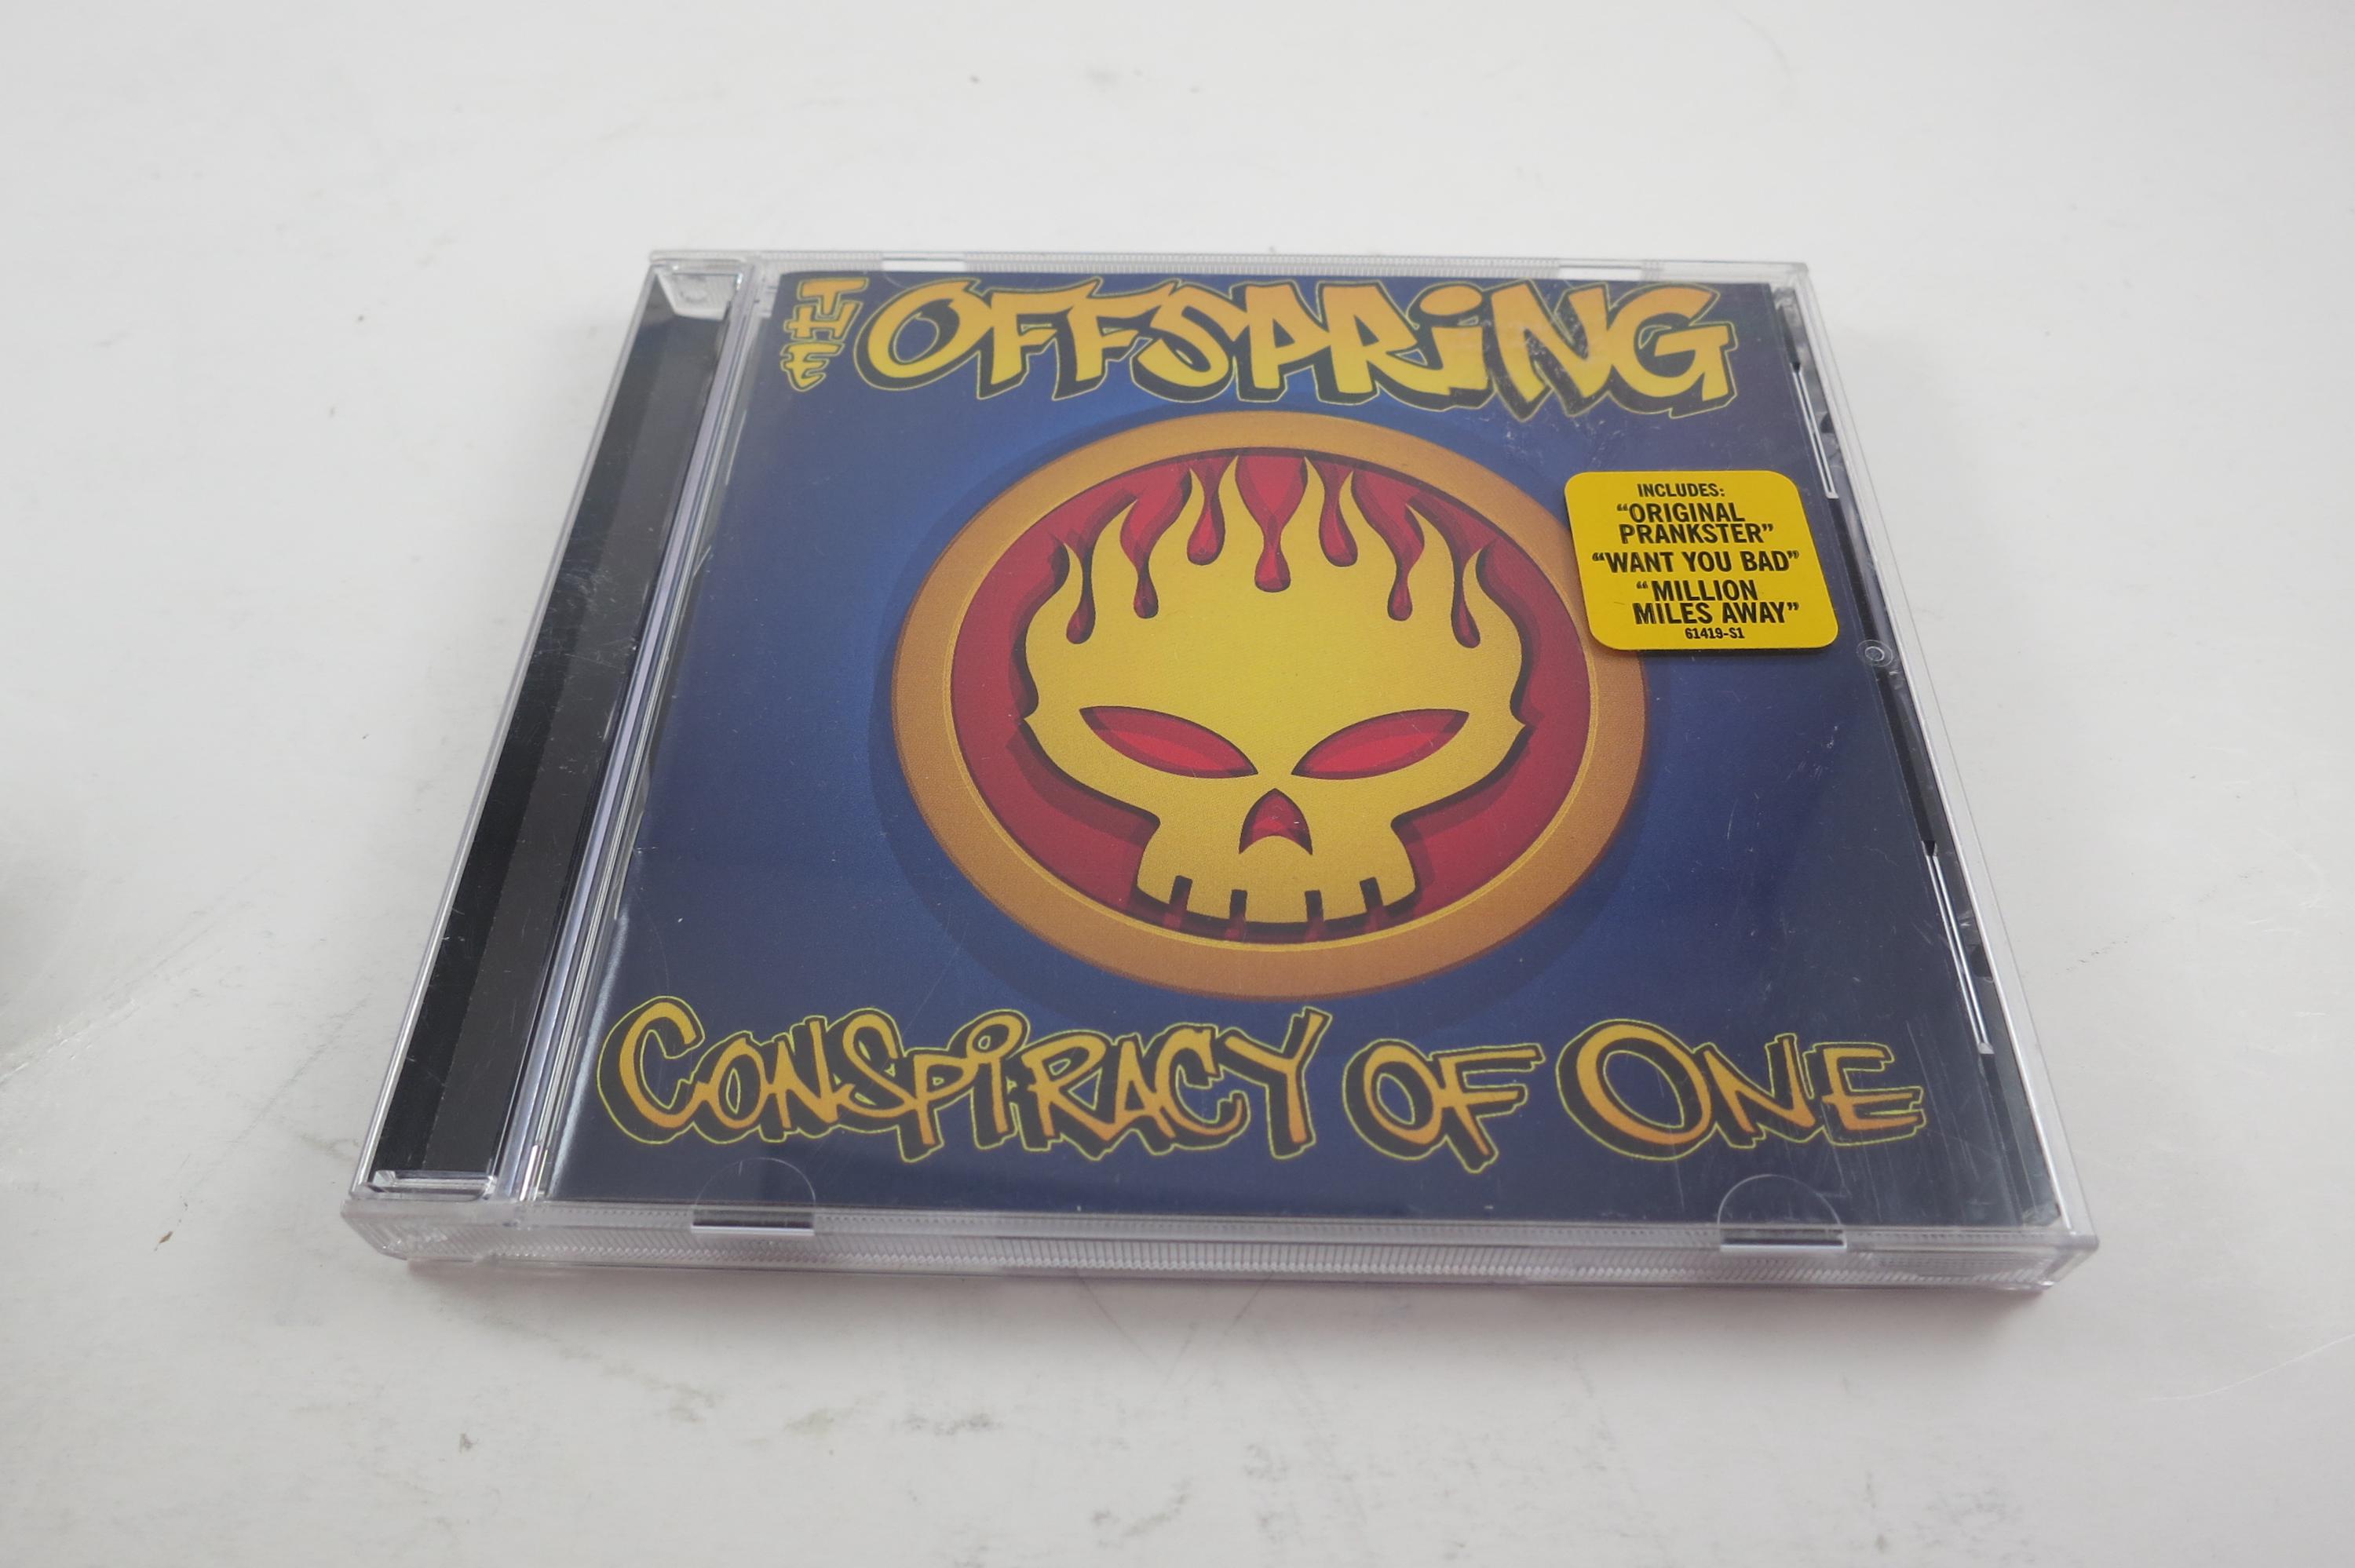 THE OFFSPRiNG
INCLUDES:
“ORIGINAL
PRANKSTER”
“WANT YOU BAD”
“MILLION
MILES AWAY”
61419-S1
CONSPiRACY OF ONE